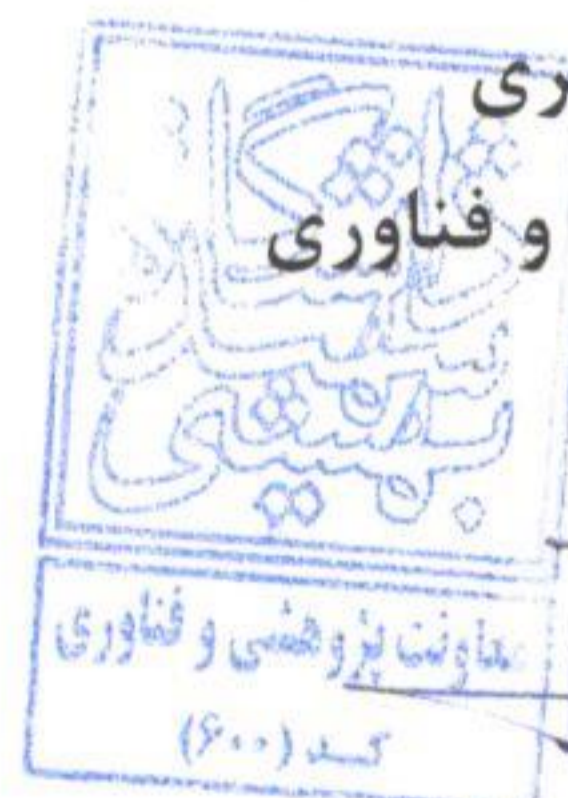 ری
و فناوری
دانشگاه
شهید
بهشتی
معاونت پژوهشی و فناوری
کد (۶۰۰)